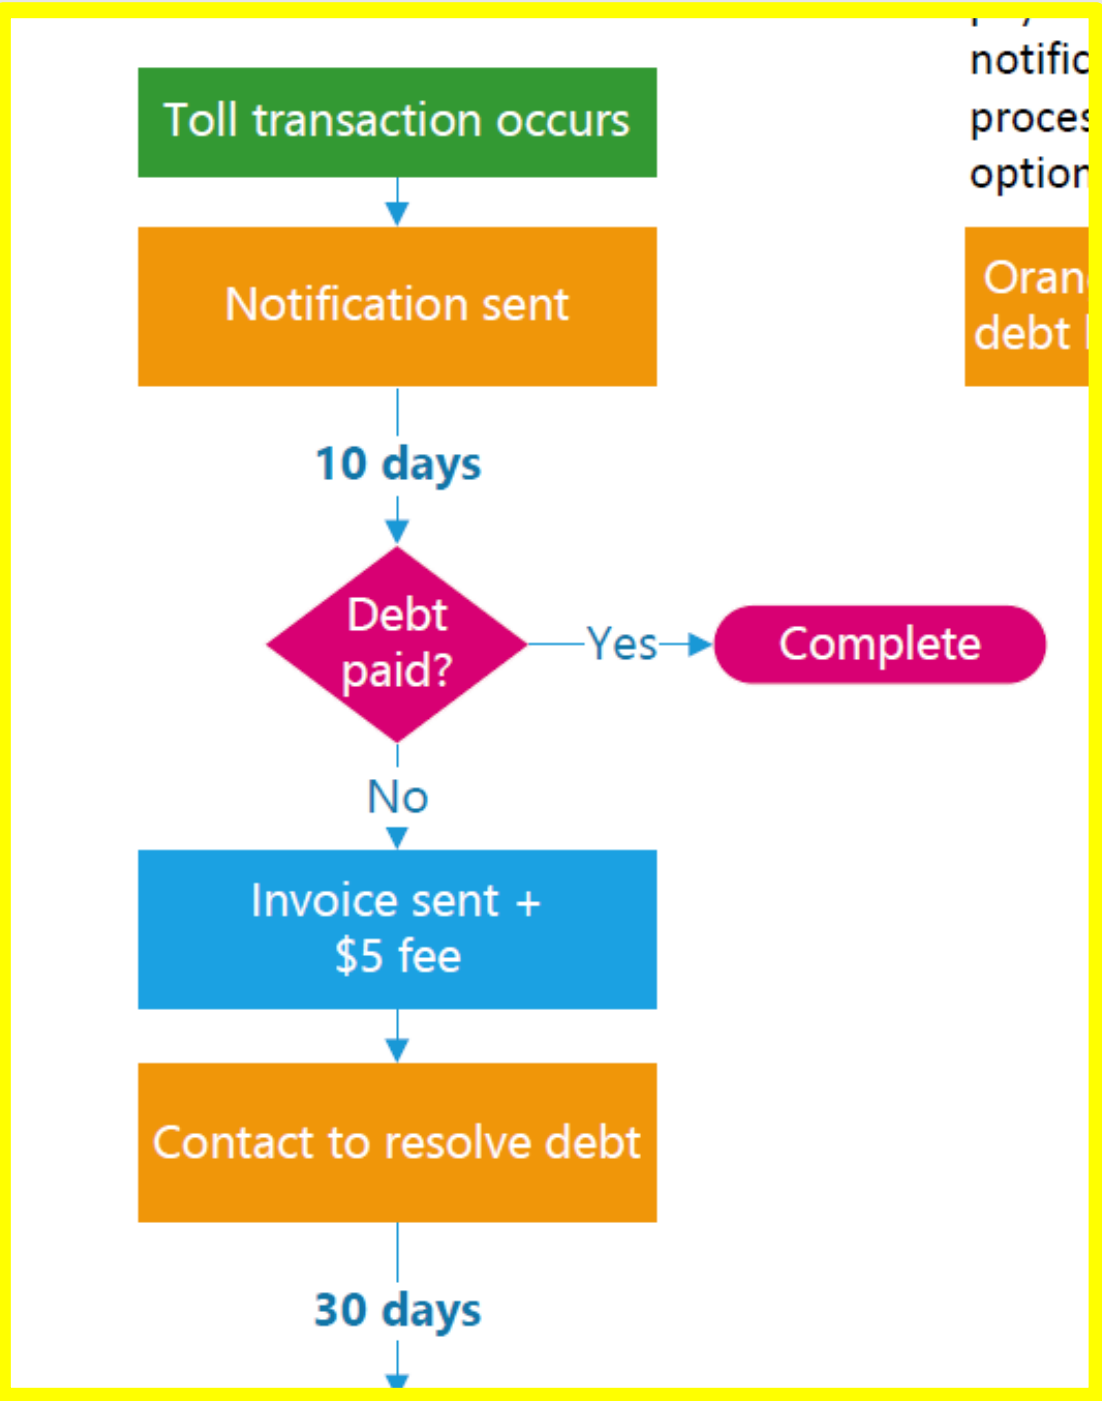 Toll transaction occurs
Notification sent
10 days
Debt
paid?
Yes
Complete
No
Invoice sent +
$5 fee
Contact to resolve debt
30 days
debt